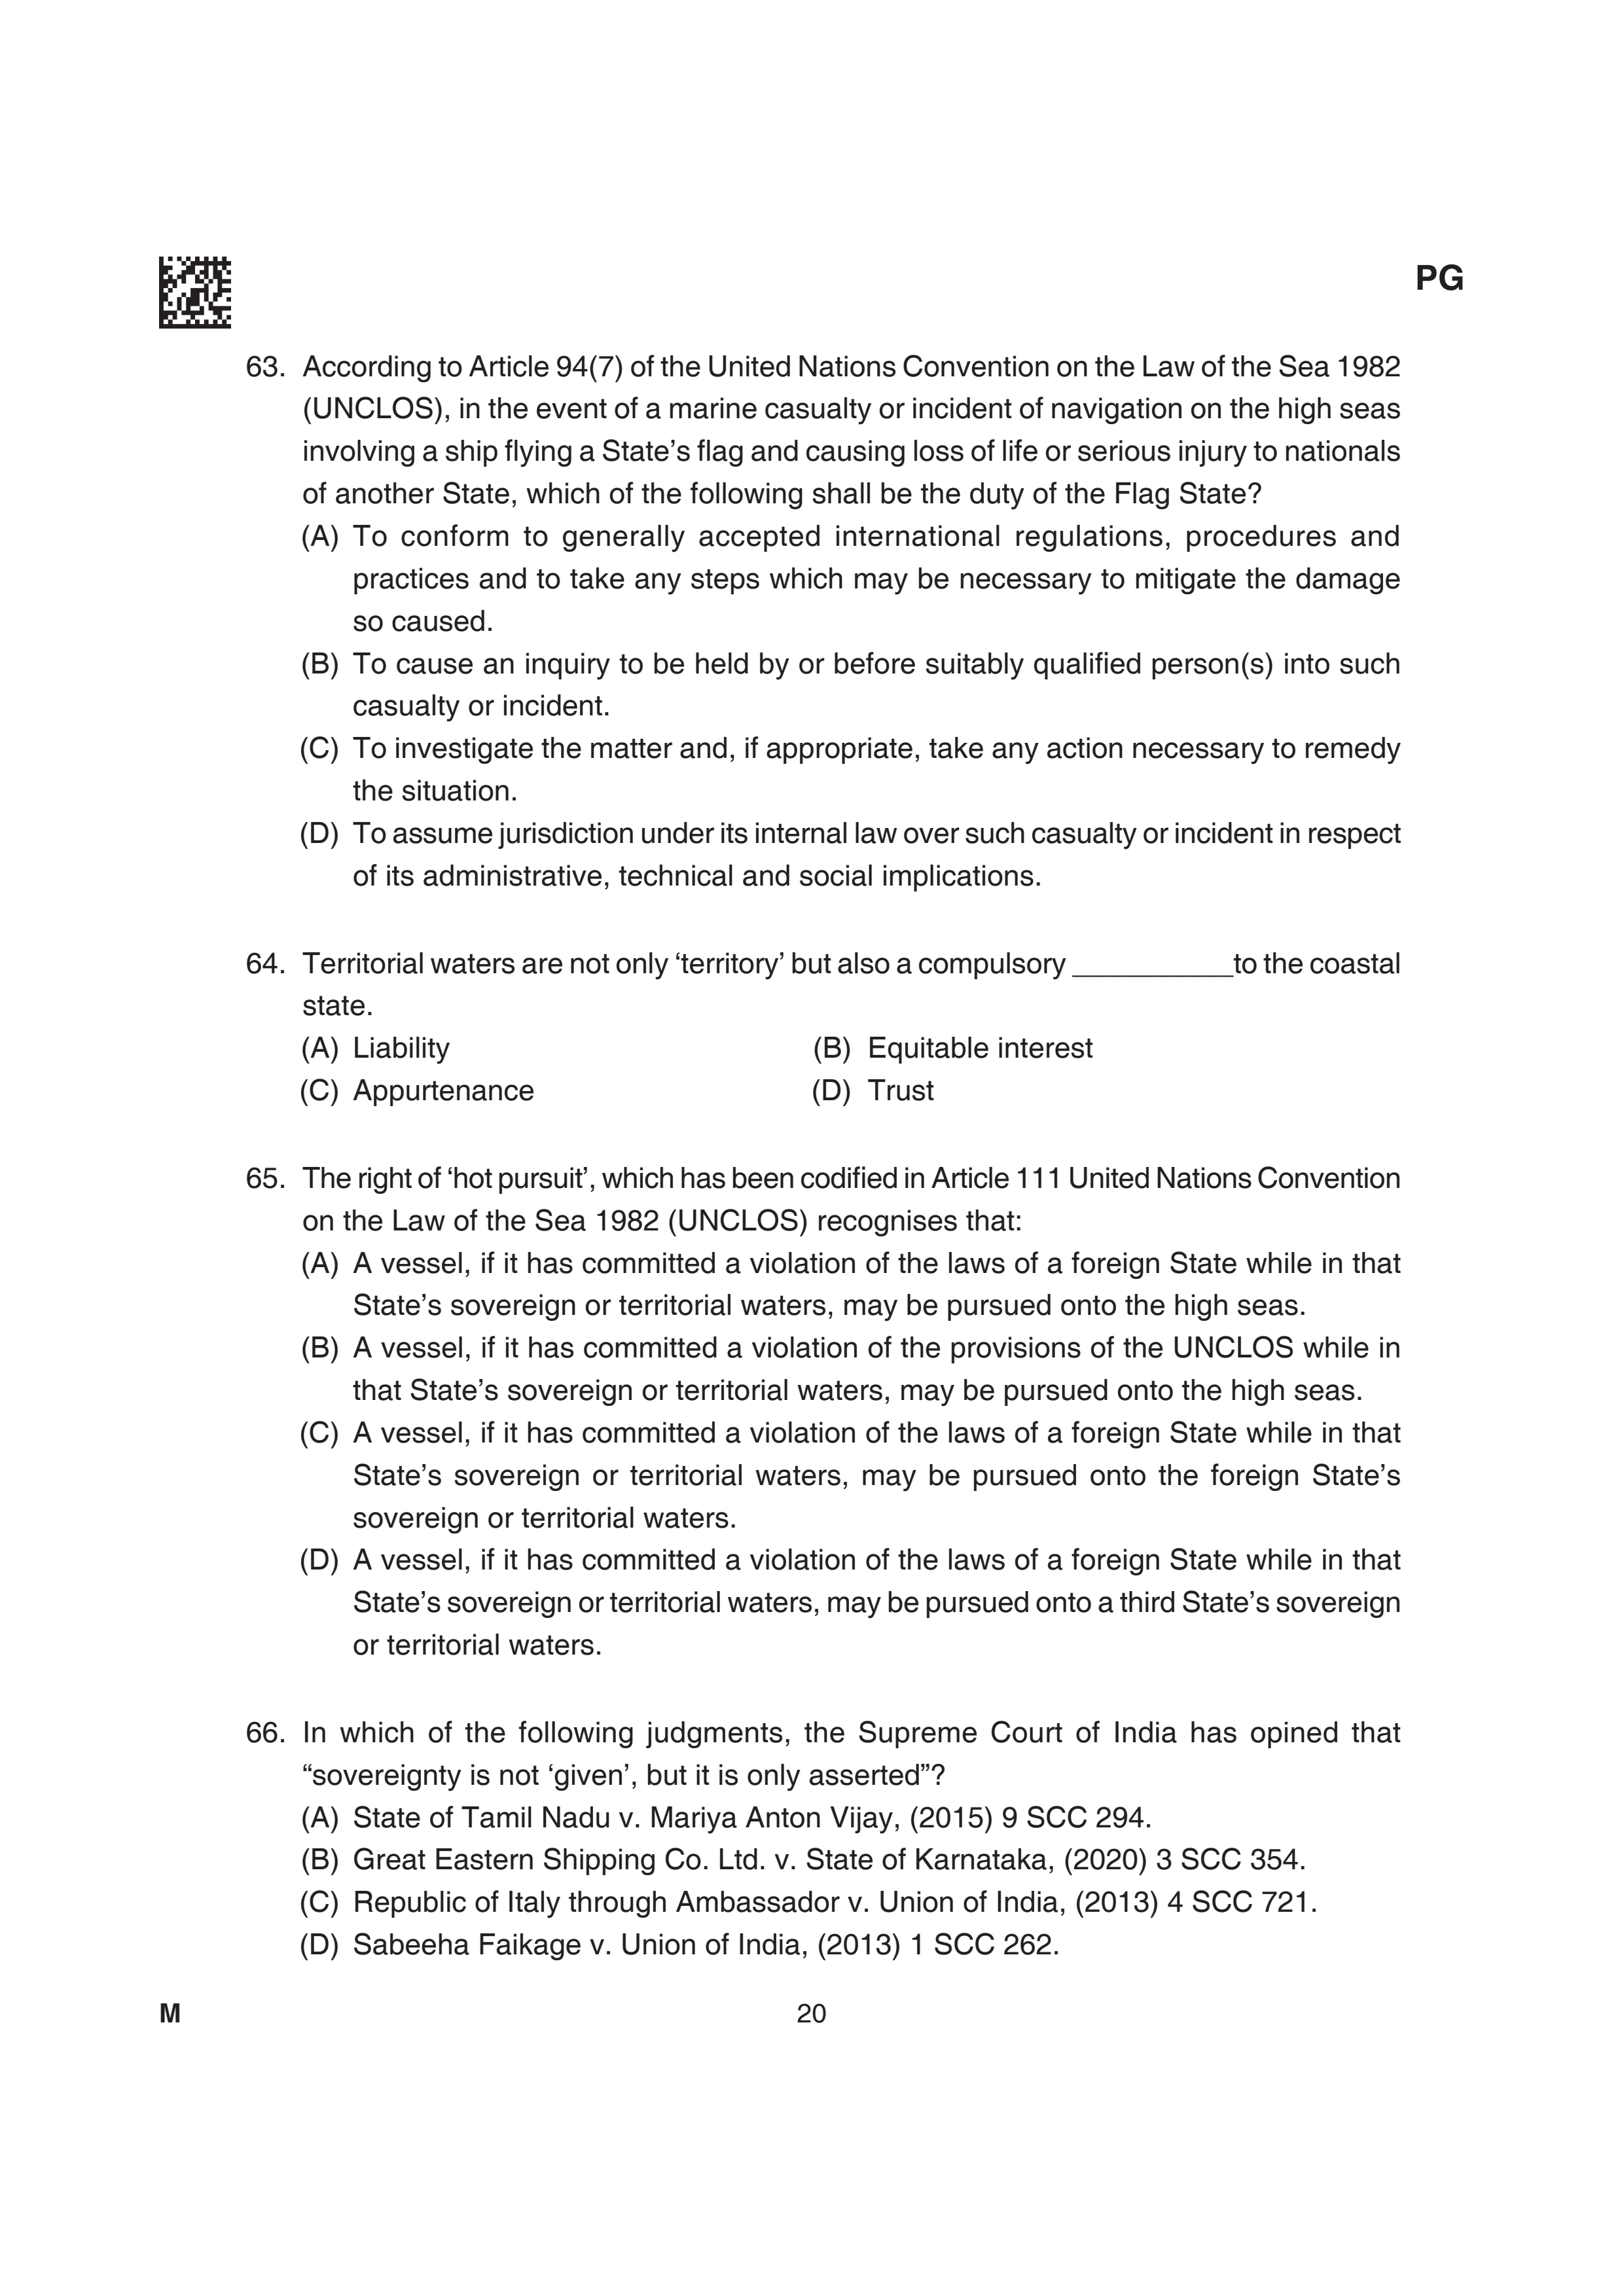 PG
63. According to Article 94(7) of the United Nations Convention on the Law of the Sea 1982
(UNCLOS), in the event of a marine casualty or incident of navigation on the high seas
involving a ship flying a State’s flag and causing loss of life or serious injury to nationals
of another State, which of the following shall be the duty of the Flag State?
(A) To conform to generally accepted international regulations, procedures and
practices and to take any steps which may be necessary to mitigate the damage
so caused.
(B) To cause an inquiry to be held by or before suitably qualified person(s) into such
casualty or incident.
(C) To investigate the matter and, if appropriate, take any action necessary to remedy
the situation.
(D) To assume jurisdiction under its internal law over such casualty or incident in respect
of its administrative, technical and social implications.
64. Territorial waters are not only ‘territory’ but also a compulsory ___________to the coastal
state.
(A) Liability (B) Equitable interest
(C) Appurtenance (D) Trust
65. The right of ‘hot pursuit’, which has been codified in Article 111 United Nations Convention
on the Law of the Sea 1982 (UNCLOS) recognises that:
(A) A vessel, if it has committed a violation of the laws of a foreign State while in that
State’s sovereign or territorial waters, may be pursued onto the high seas.
(B) A vessel, if it has committed a violation of the provisions of the UNCLOS while in
that State’s sovereign or territorial waters, may be pursued onto the high seas.
(C) A vessel, if it has committed a violation of the laws of a foreign State while in that
State’s sovereign or territorial waters, may be pursued onto the foreign State’s
sovereign or territorial waters.
(D) A vessel, if it has committed a violation of the laws of a foreign State while in that
State’s sovereign or territorial waters, may be pursued onto a third State’s sovereign
or territorial waters.
66. In which of the following judgments, the Supreme Court of India has opined that
“sovereignty is not ‘given’, but it is only asserted”?
(A) State of Tamil Nadu v. Mariya Anton Vijay, (2015) 9 SCC 294.
(B) Great Eastern Shipping Co. Ltd. v. State of Karnataka, (2020) 3 SCC 354.
(C) Republic of Italy through Ambassador v. Union of India, (2013) 4 SCC 721.
(D) Sabeeha Faikage v. Union of India, (2013) 1 SCC 262.
M 20